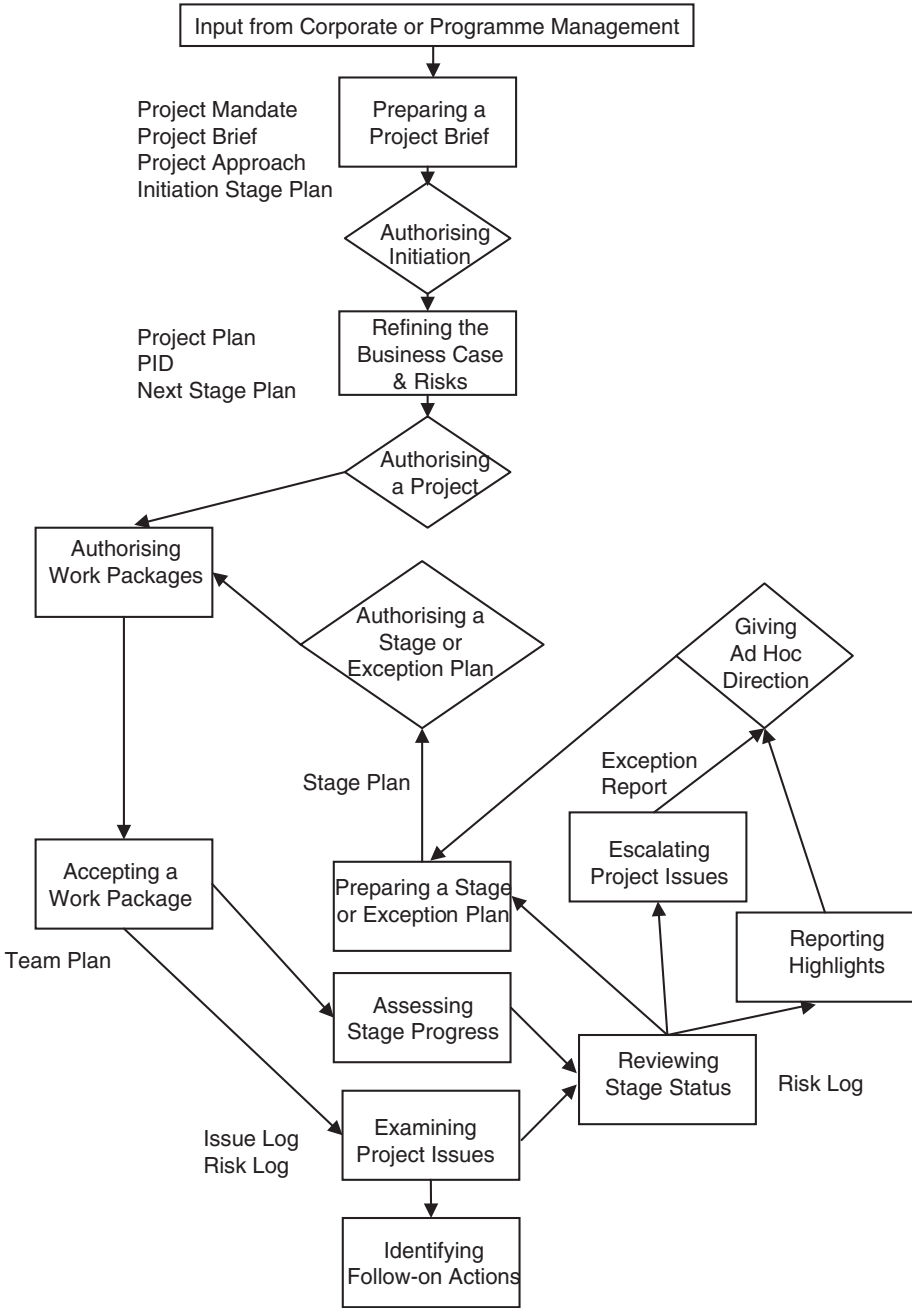 Input from Corporate or Programme Management
Project Mandate
Project Brief
Project Approach
Initiation Stage Plan
Preparing a
Project Brief
Authorising
Initiation
Project Plan
PID
Next Stage Plan
Refining the
Business Case
& Risks
Authorising
a Project
Authorising
Work Packages
Authorising a
Stage or
Exception Plan
Giving
Ad Hoc
Direction
Stage Plan
Exception
Report
Accepting a
Work Package
Preparing a Stage
or Exception Plan
Escalating
Project Issues
Reporting
Highlights
Team Plan
Assessing
Stage Progress
Reviewing
Stage Status
Risk Log
Issue Log
Risk Log
Examining
Project Issues
Identifying
Follow-on Actions